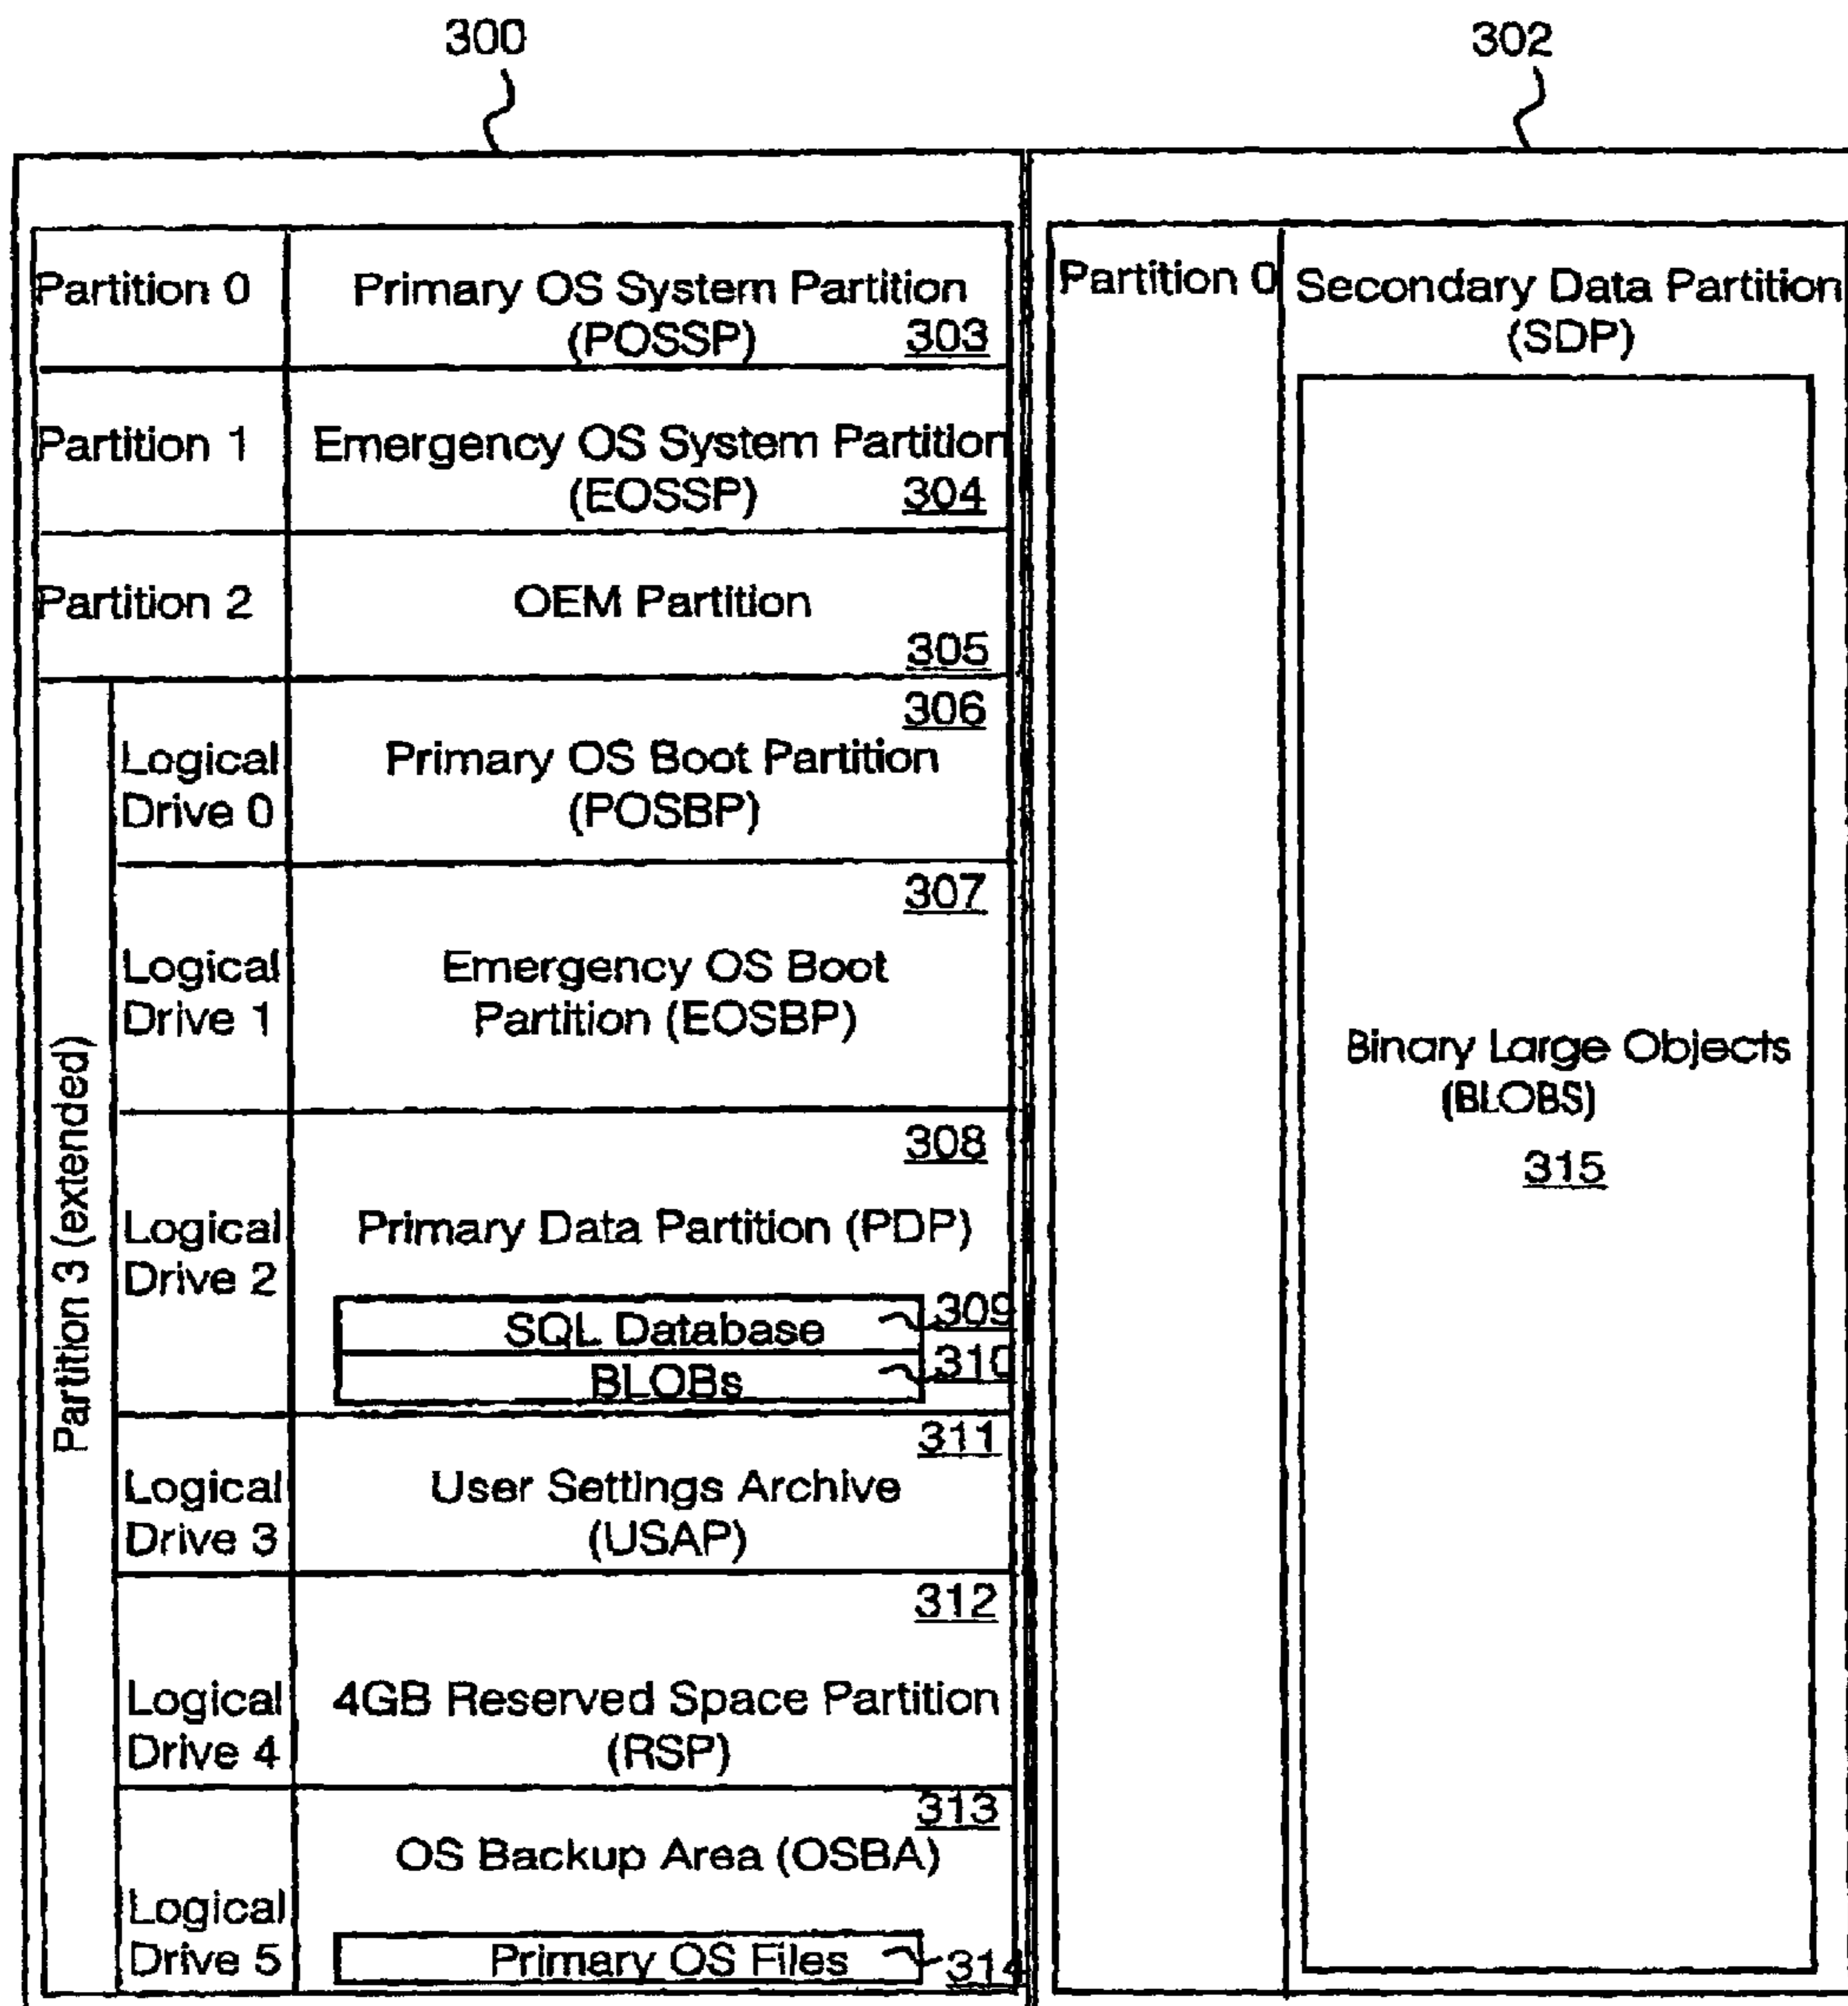 300
302
Partition 0
Primary OS System Partition
(POSSP)
303
Partition 1
Emergency OS System Partition
(EOSSP)
304
Partition 2
OEM Partition
305
Partition 3 (extended)
306
Logical
Drive 0
Primary OS Boot Partition
(POSBP)
307
Logical
Drive 1
Emergency OS Boot
Partition (EOSBP)
308
Logical
Drive 2
Primary Data Partition (PDP)
SQL Database
309
BLOBs
310
311
Logical
Drive 3
User Settings Archive
(USAP)
312
Logical
Drive 4
4GB Reserved Space Partition
(RSP)
313
Logical
Drive 5
OS Backup Area (OSBA)
Primary OS Files
314
Partition 0
Secondary Data Partition
(SDP)
Binary Large Objects
(BLOBS)
315